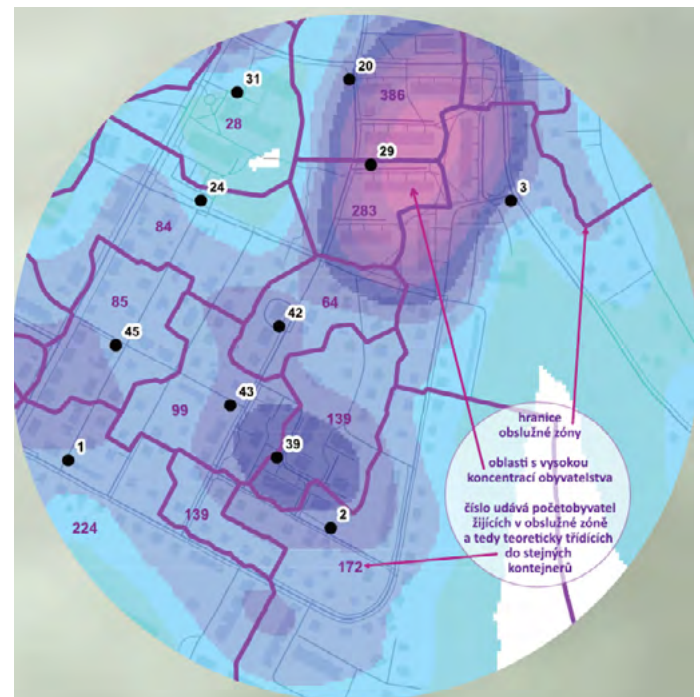 20
31
386
28
29
24
3
283
84
64
85
42
45
43
99
139
39
1
2
224
139
172
hranice
obslužné zóny
oblasti s vysokou
koncentrací obyvatelstva
číslo udává početobyvatel
žijících v obslužné zóně
a tedy teoreticky třídících
do stejných
kontejnerů